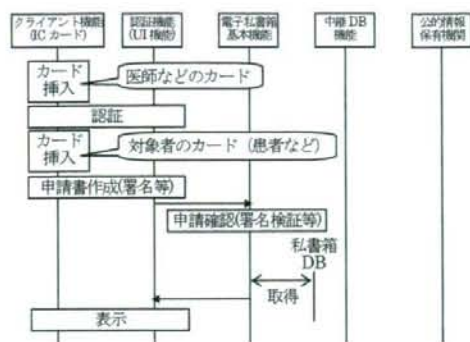 クライアント機能
(ICカード)
認証機能
(UI機能)
電子私書箱
基本機能
中継DB
機能
公的情報
保有機関
カード
挿入
医師などのカード
認証
カード
挿入
対象者のカード（患者など）
申請書作成(署名等)
申請確認(署名検証等)
私書箱
DB
取得
表示